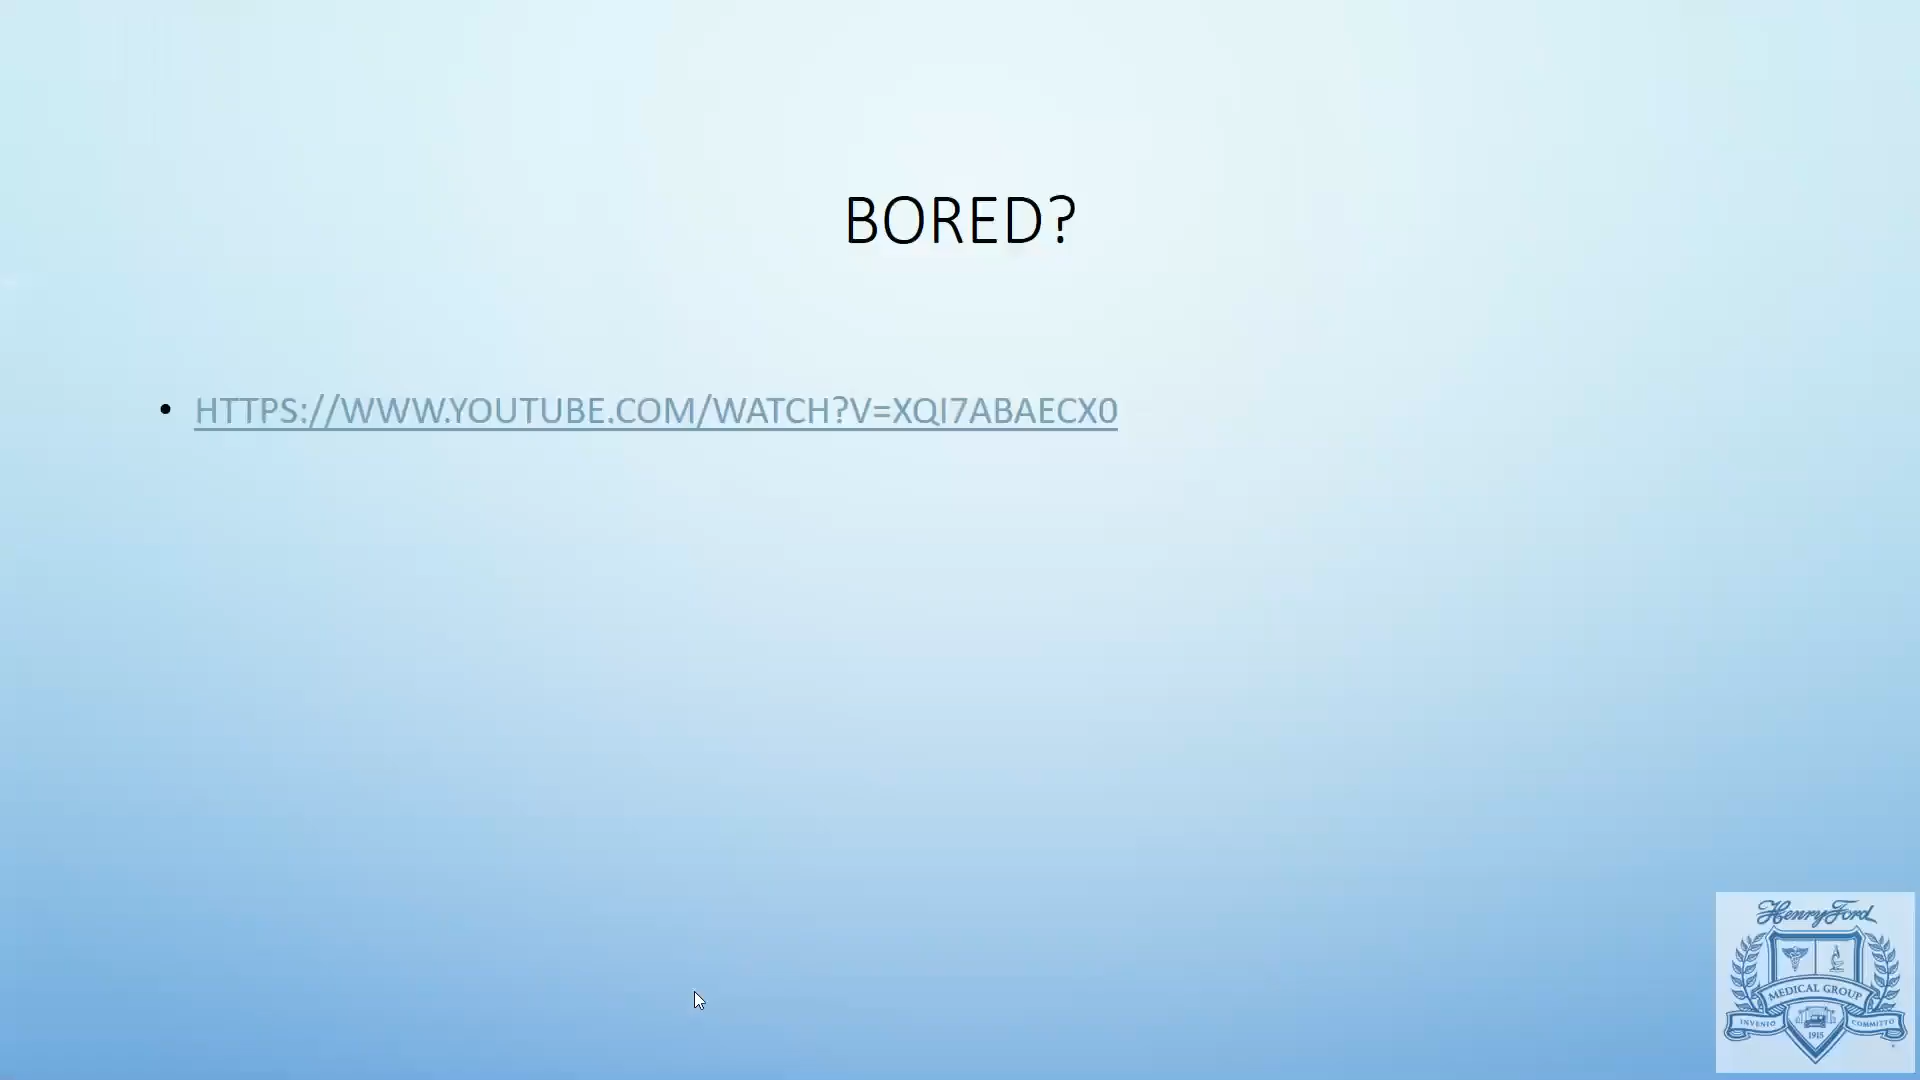 BORED?
• HTTPS://WWW.YOUTUBE.COM/WATCH?V=XQI7ABAECX0
Henry Ford
MEDICAL GROUP
INVENIO
COMMITTO
1915